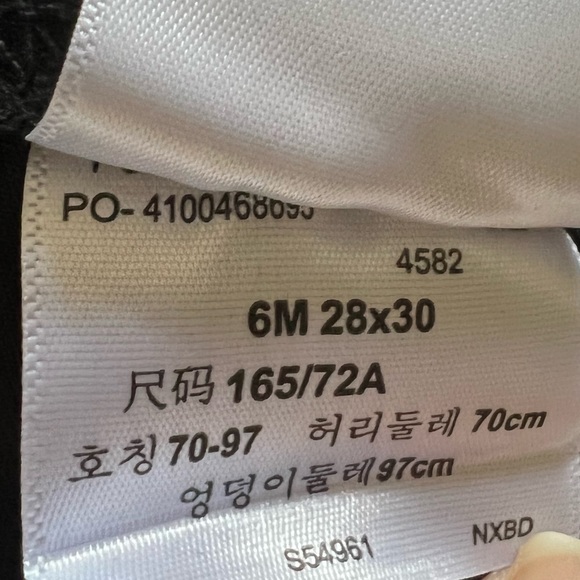 PO- 4100468695
4582
6M 28x30
尺码 165/72A
호칭 70-97 허리둘레 70cm
엉덩이둘레 97cm
S54961 NXBD